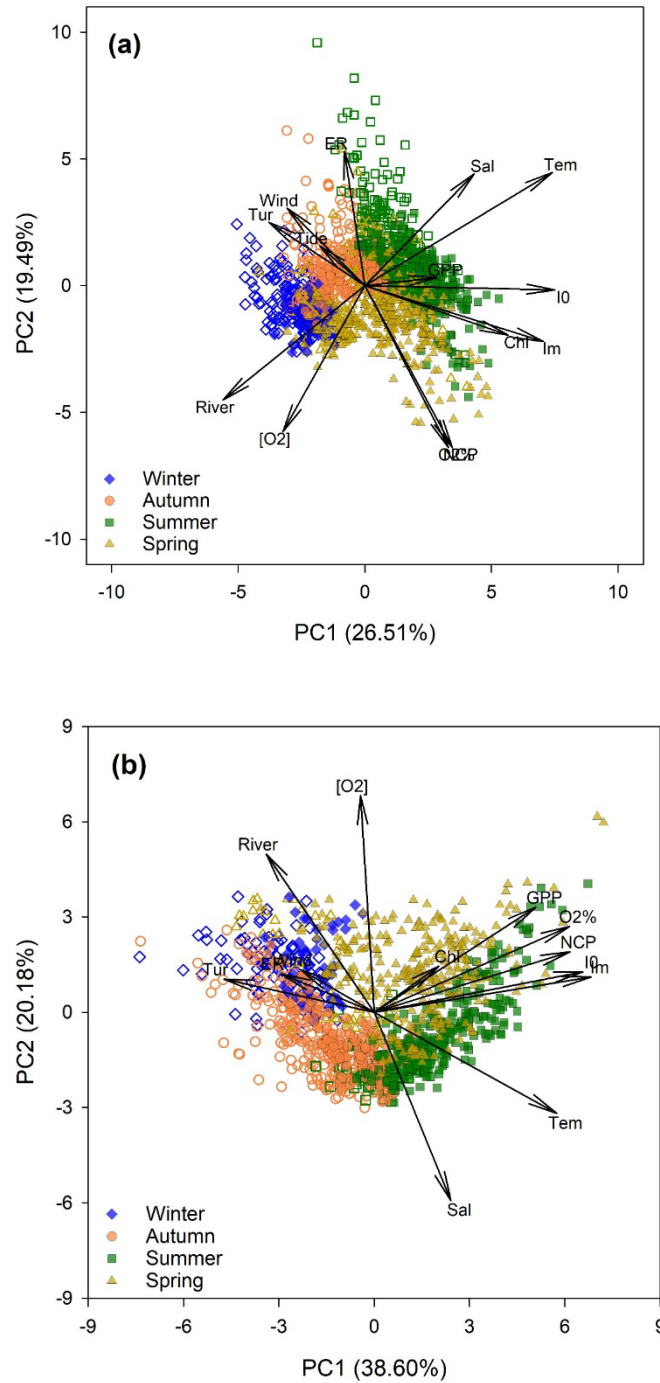 (a)
10
5
0
-5
-10
PC2 (19.49%)
ER
Sal
Tem
Wind
Tur
Tide
GPP
I0
Chl
Im
River
[O2]
O2%
NCP
Winter
Autumn
Summer
Spring
-10 -5 0 5 10
PC1 (26.51%)
(b)
9
6
3
0
-3
-6
-9
PC2 (20.18%)
[O2]
River
GPP
O2%
NCP
Chl
I0
Im
Wind
ER
Tur
Tem
Sal
Winter
Autumn
Summer
Spring
-9 -6 -3 0 3 6 9
PC1 (38.60%)